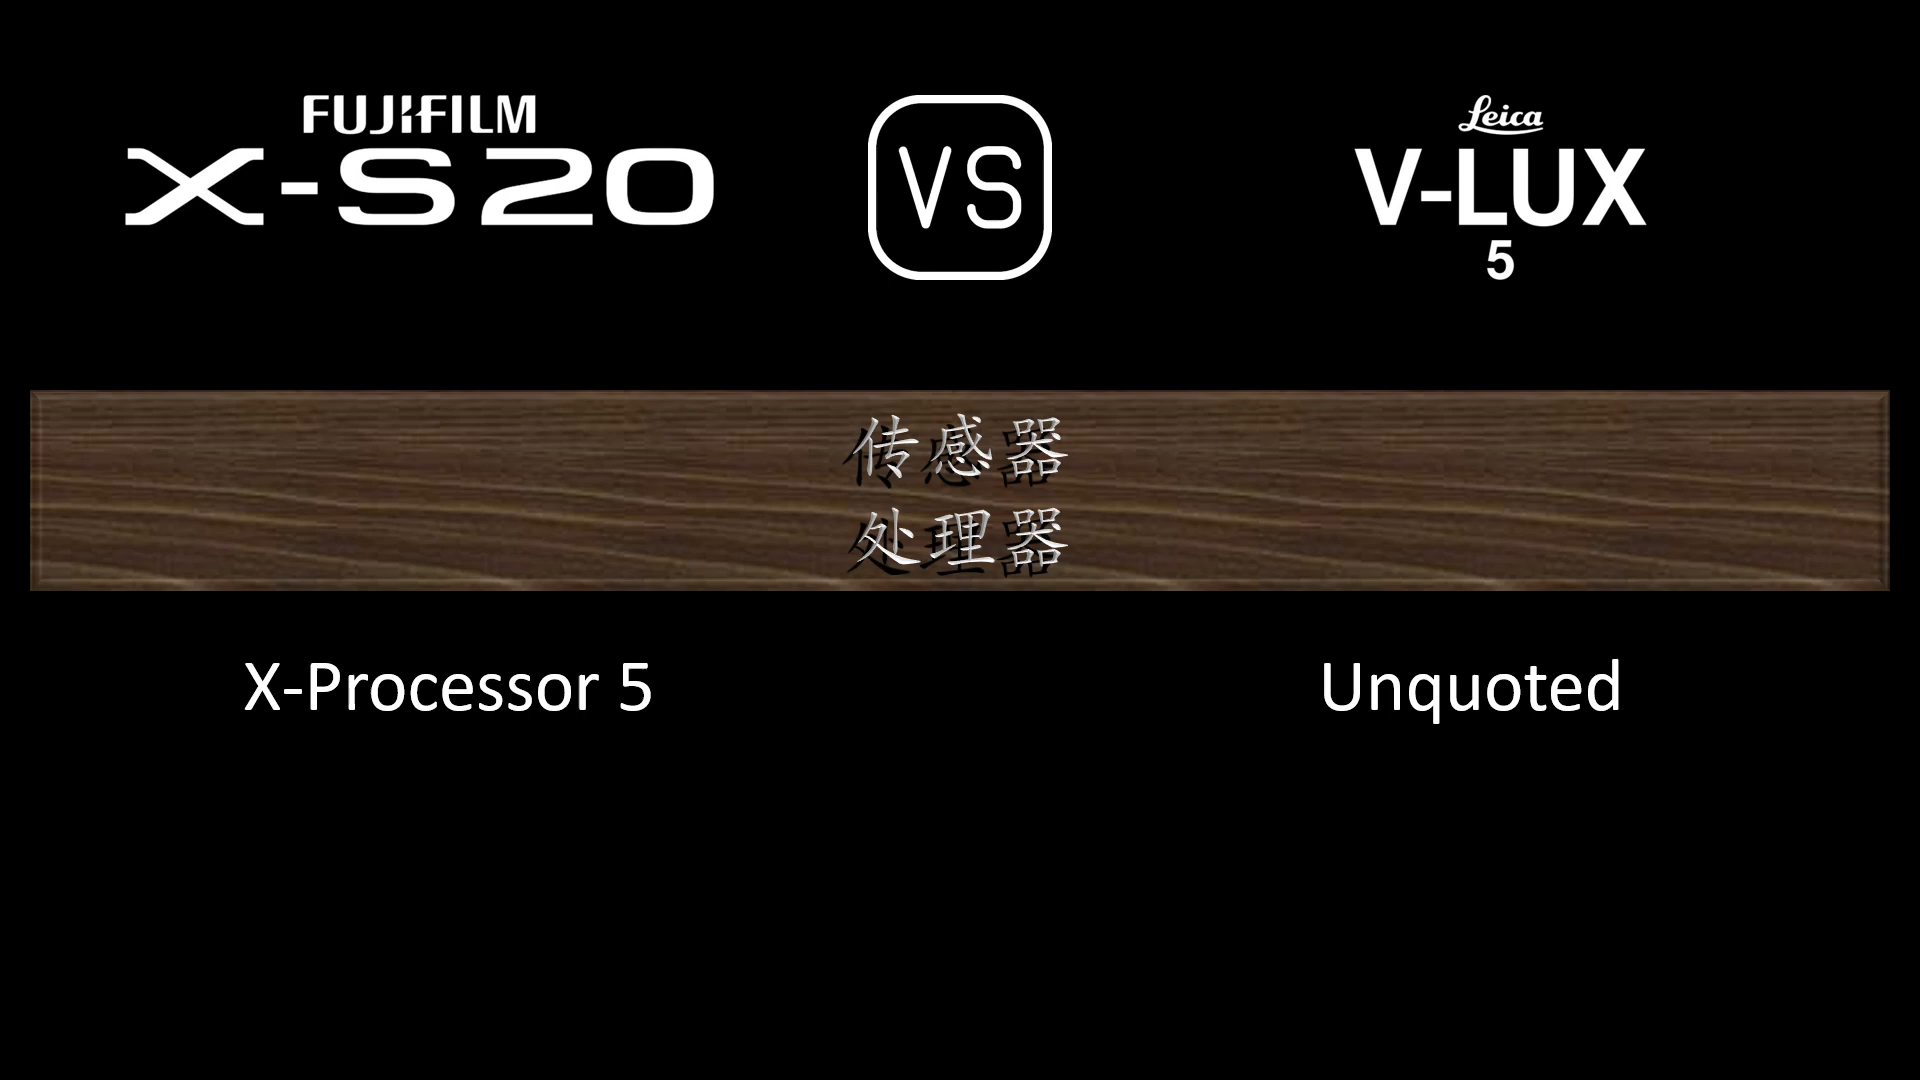 FUJIFILM
X-S20
VS
Leica
V-LUX
5
传感器
处理器
X-Processor 5
Unquoted